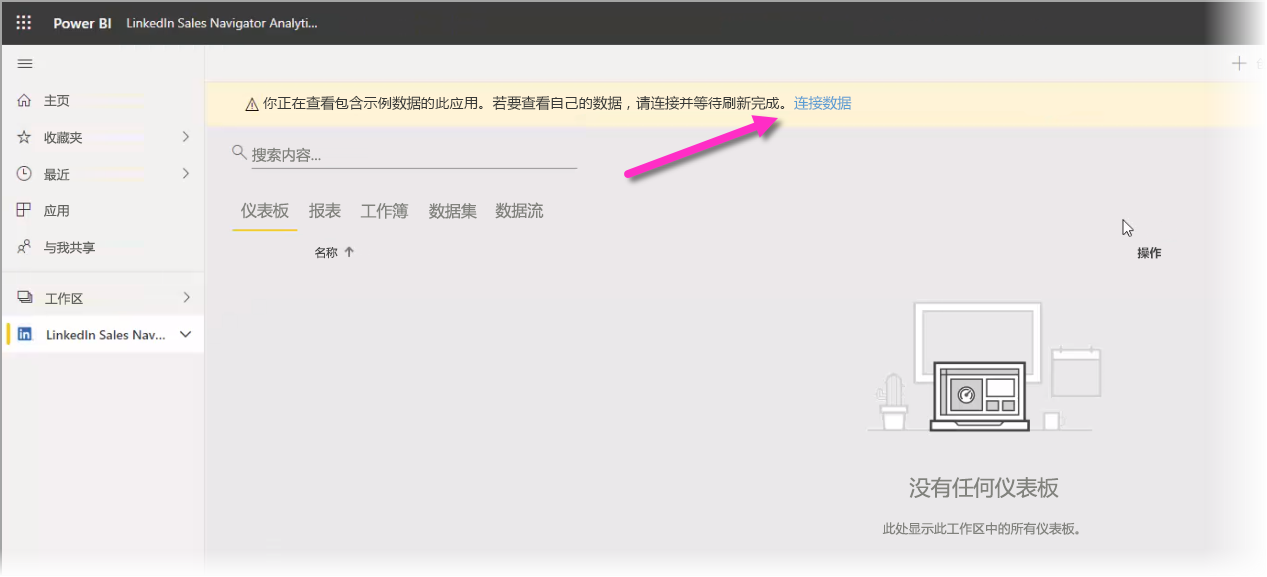 Power BI LinkedIn Sales Navigator Analyti...
主页
你正在查看包含示例数据的此应用。若要查看自己的数据，请连接并等待刷新完成。连接数据
收藏夹
搜索内容...
最近
应用
仪表板 报表 工作簿 数据集 数据流
与我共享
名称 操作
工作区
in LinkedIn Sales Nav...
没有任何仪表板
此处显示此工作区中的所有仪表板。